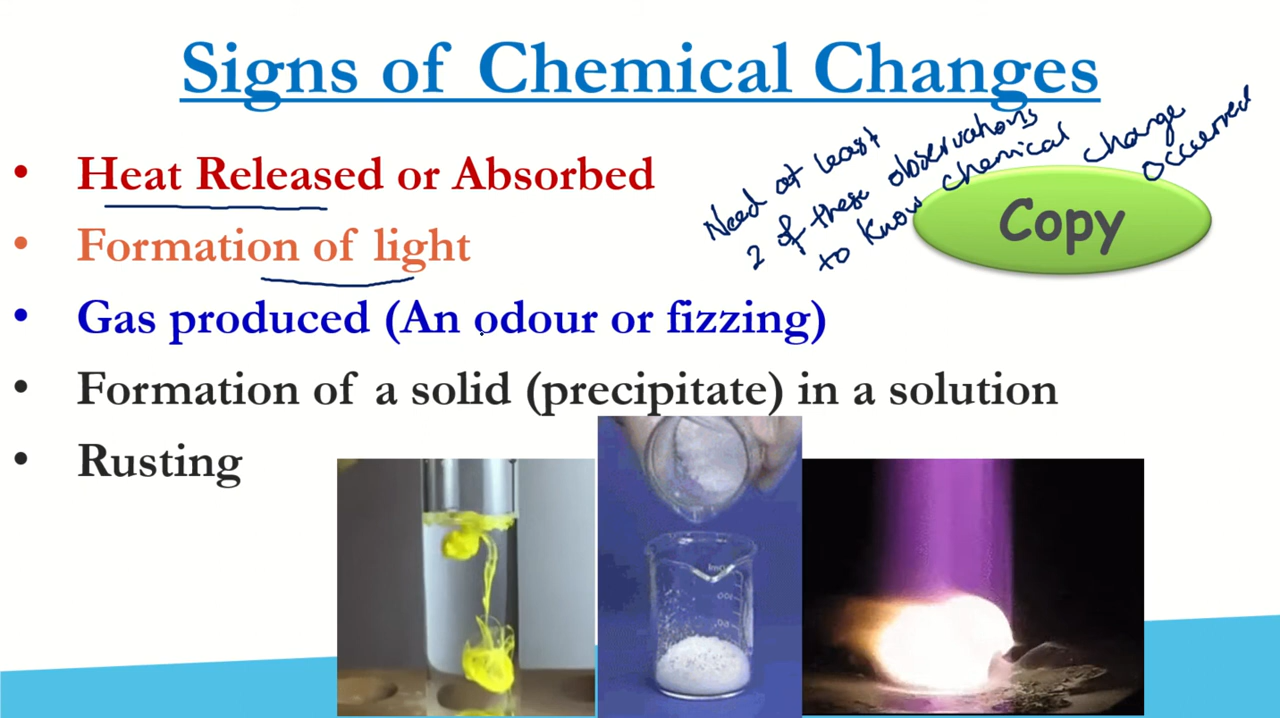 Signs of Chemical Changes
• Heat Released or Absorbed
• Formation of light
• Gas produced (An odour or fizzing)
• Formation of a solid (precipitate) in a solution
• Rusting
Need at least
2 of these observations
to know chemical change occurred
Copy